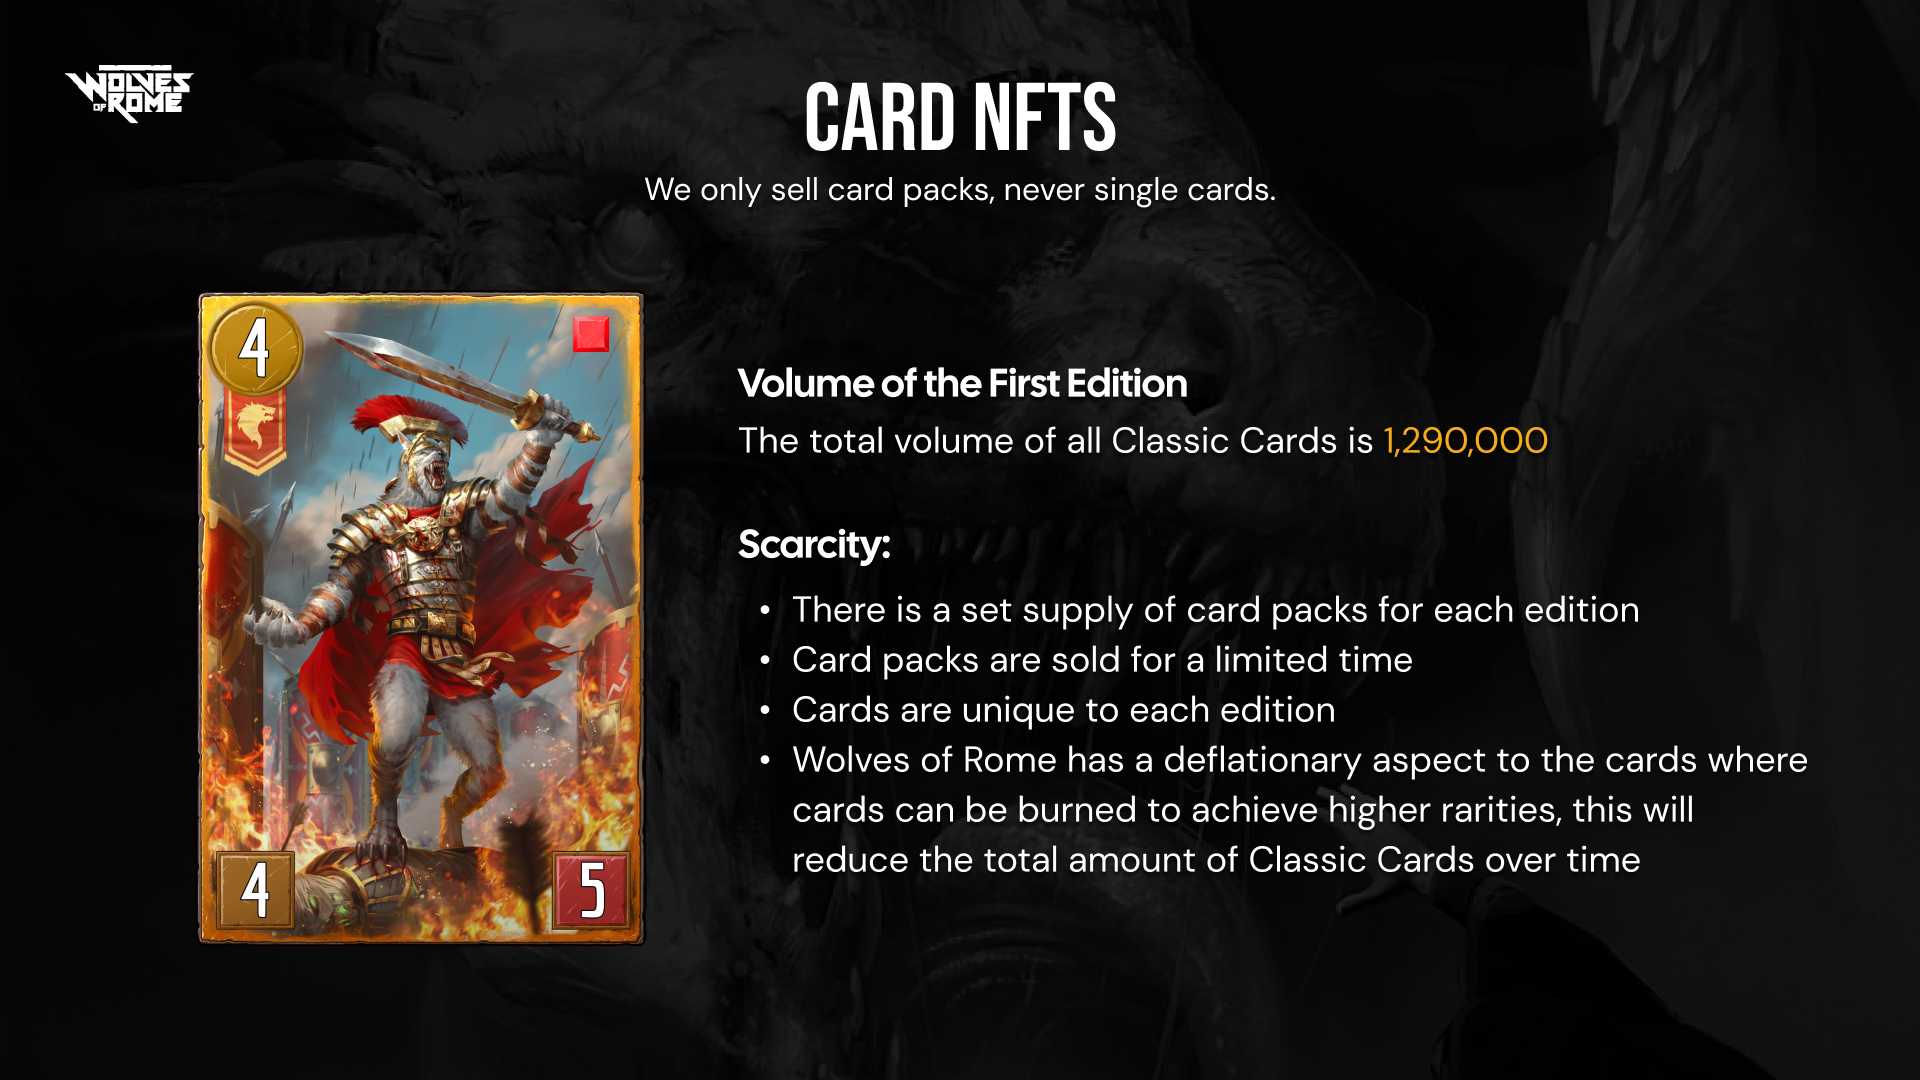 WOLVES
OF ROME
CARD NFTS
We only sell card packs, never single cards.
4
4
5
Volume of the First Edition
The total volume of all Classic Cards is 1,290,000
Scarcity:
• There is a set supply of card packs for each edition
• Card packs are sold for a limited time
• Cards are unique to each edition
• Wolves of Rome has a deflationary aspect to the cards where
cards can be burned to achieve higher rarities, this will
reduce the total amount of Classic Cards over time